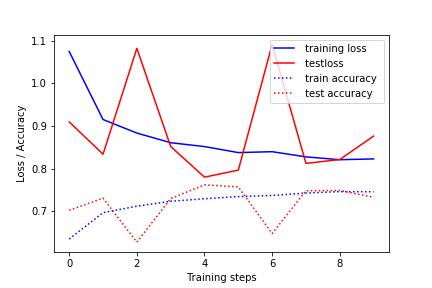 1.1
1.0
0.9
0.8
0.7
Loss / Accuracy
training loss
testloss
train accuracy
test accuracy
0 2 4 6 8
Training steps